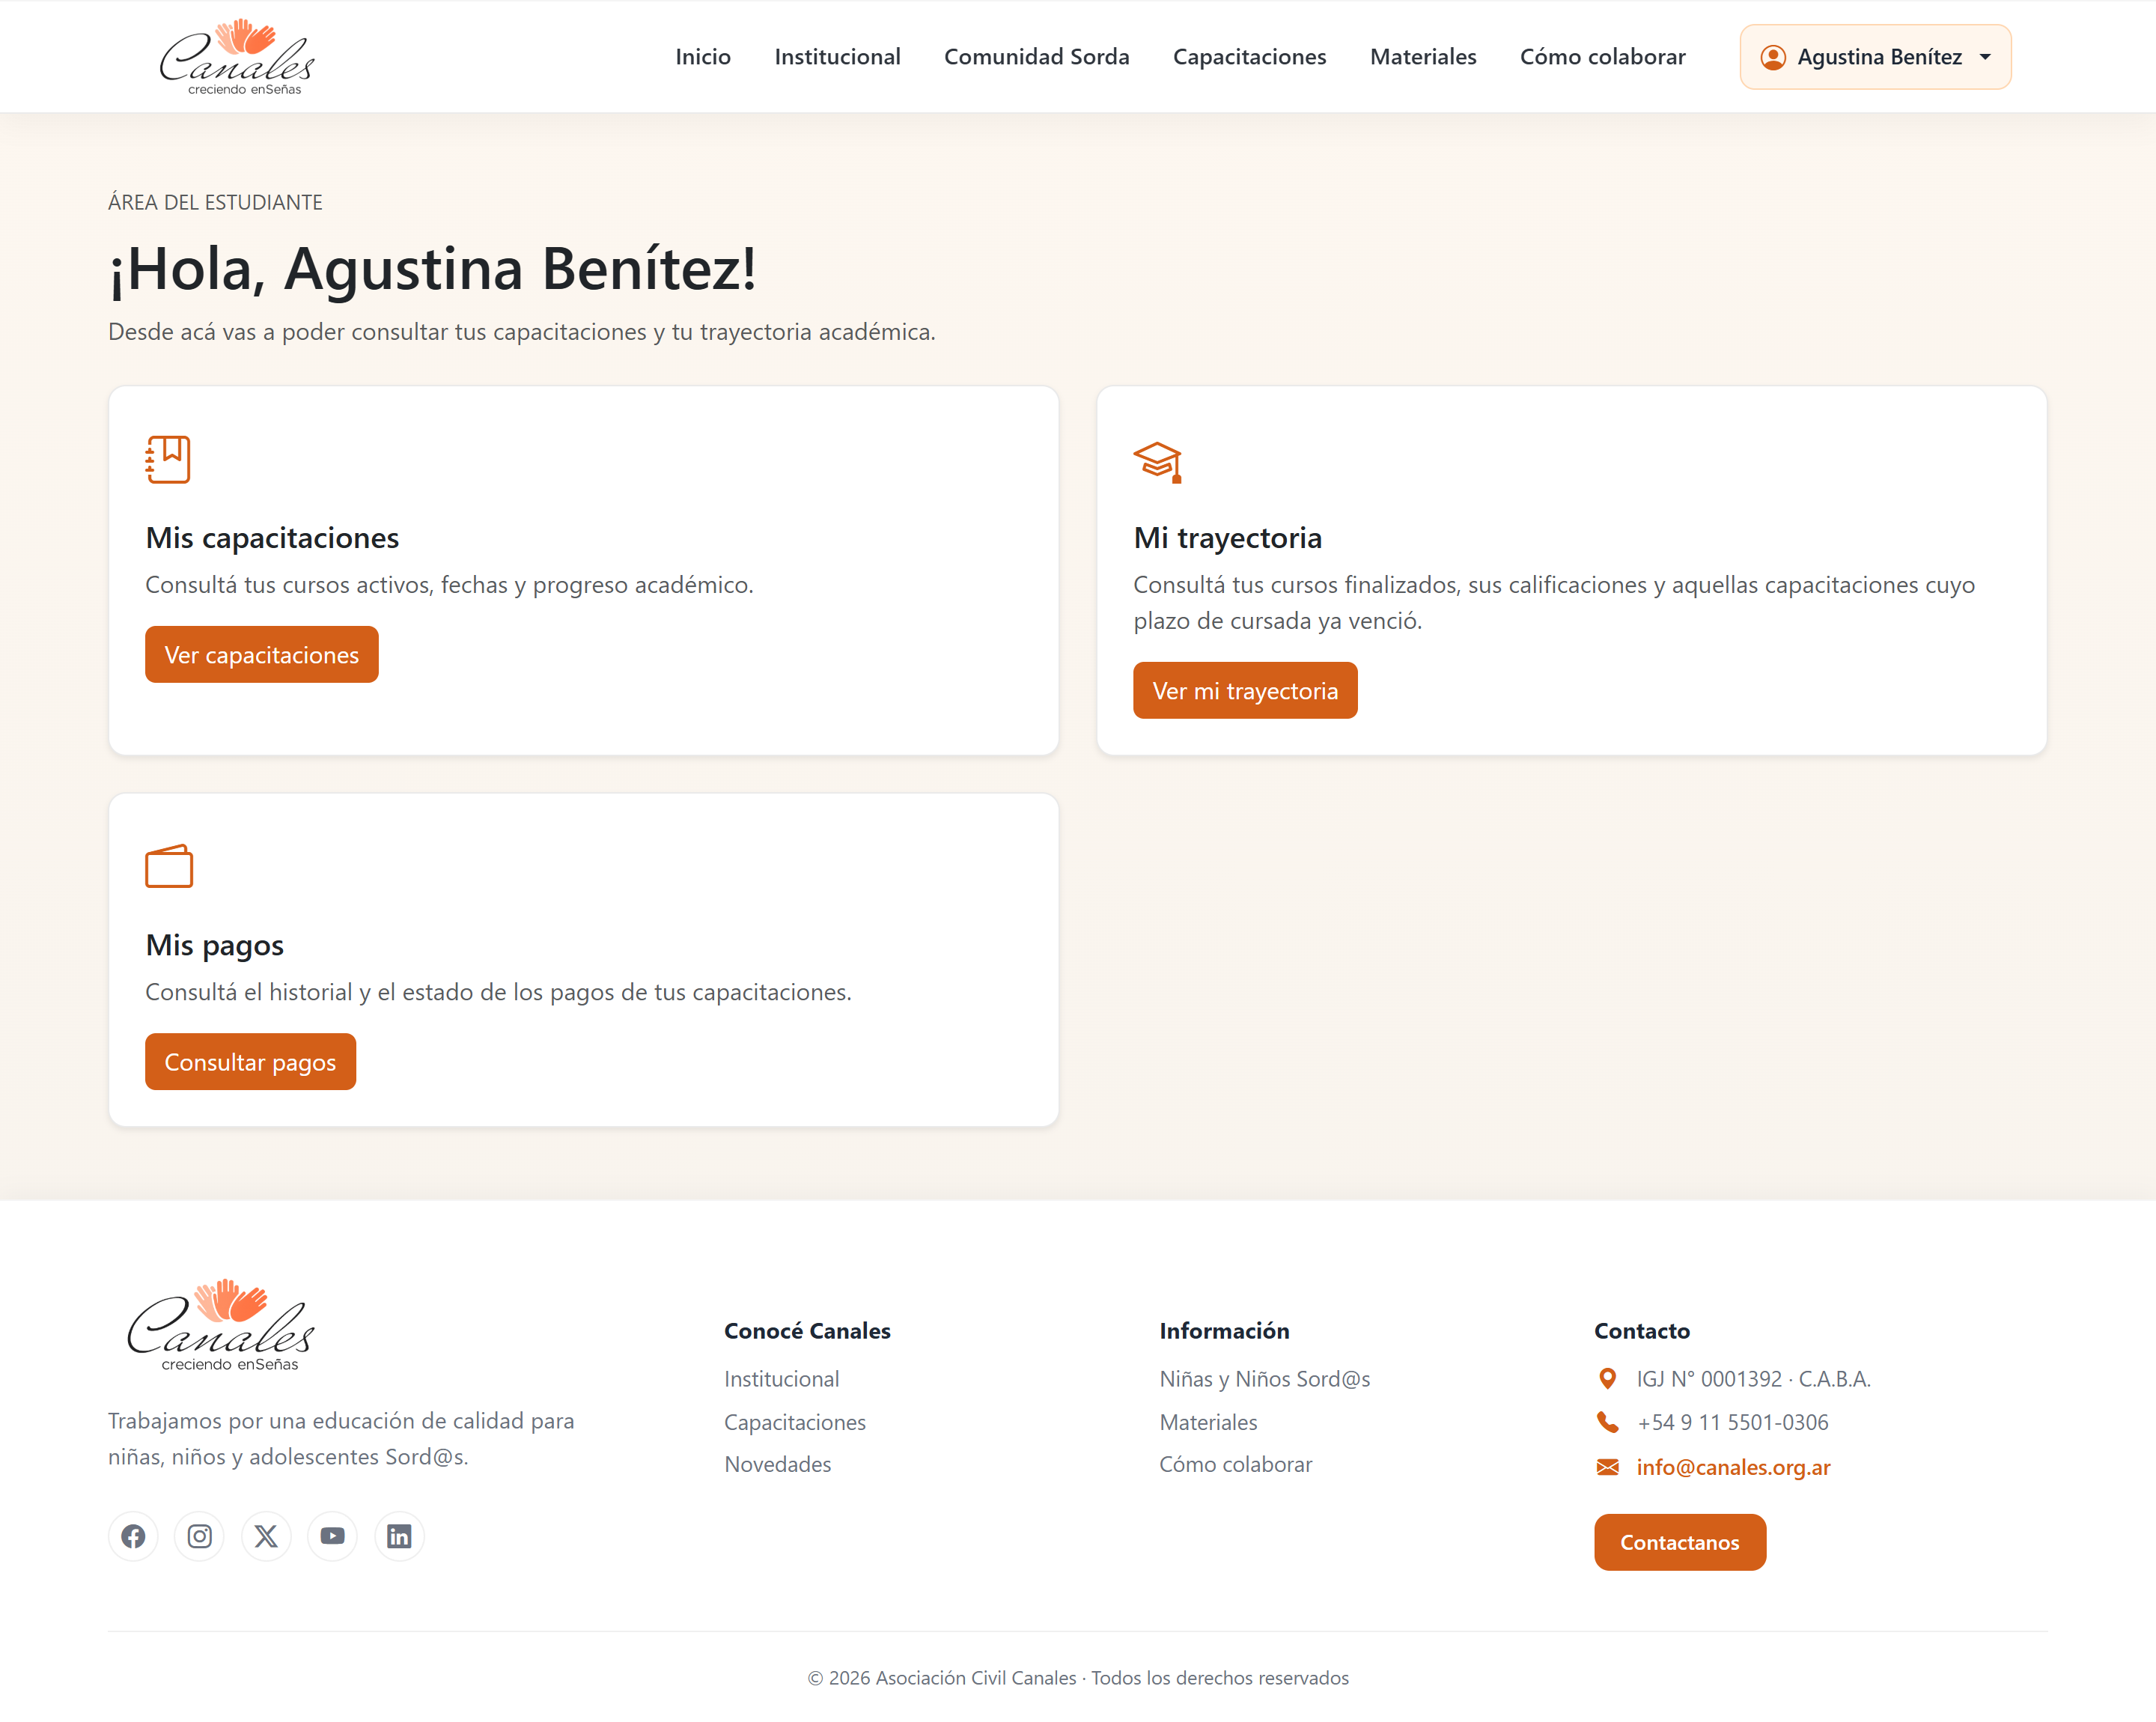 Canales
creciendo enSeñas
Inicio
Institucional
Comunidad Sorda
Capacitaciones
Materiales
Cómo colaborar
Agustina Benítez
ÁREA DEL ESTUDIANTE
¡Hola, Agustina Benítez!
Desde acá vas a poder consultar tus capacitaciones y tu trayectoria académica.
Mis capacitaciones
Consultá tus cursos activos, fechas y progreso académico.
Ver capacitaciones
Mi trayectoria
Consultá tus cursos finalizados, sus calificaciones y aquellas capacitaciones cuyo
plazo de cursada ya venció.
Ver mi trayectoria
Mis pagos
Consultá el historial y el estado de los pagos de tus capacitaciones.
Consultar pagos
Canales
creciendo enSeñas
Trabajamos por una educación de calidad para
niñas, niños y adolescentes Sord@s.
Conocé Canales
Institucional
Capacitaciones
Novedades
Información
Niñas y Niños Sord@s
Materiales
Cómo colaborar
Contacto
IGJ N° 0001392 · C.A.B.A.
+54 9 11 5501-0306
info@canales.org.ar
Contactanos
© 2026 Asociación Civil Canales · Todos los derechos reservados